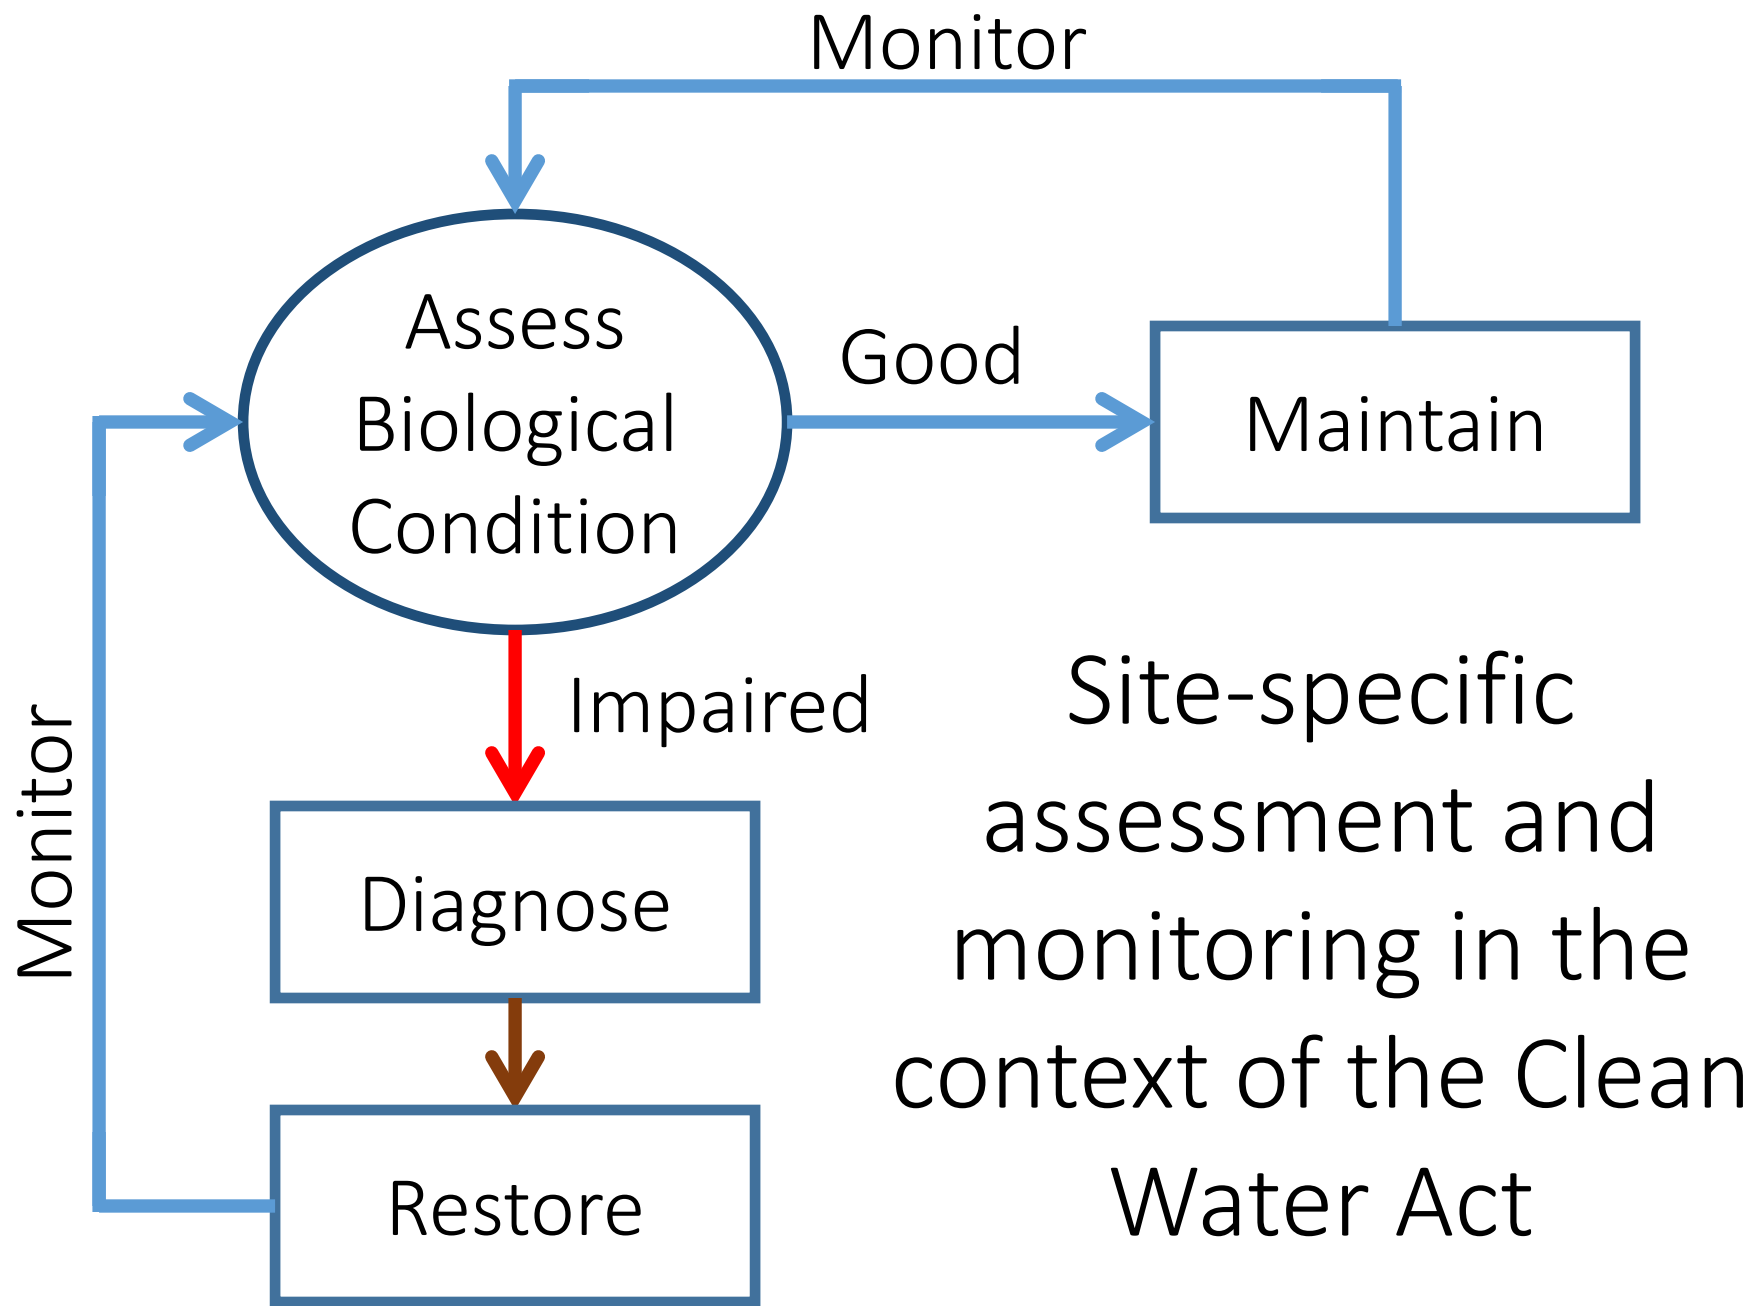 Monitor
Assess
Biological
Condition
Good
Maintain
Impaired
Monitor
Diagnose
Restore
Site-specific
assessment and
monitoring in the
context of the Clean
Water Act